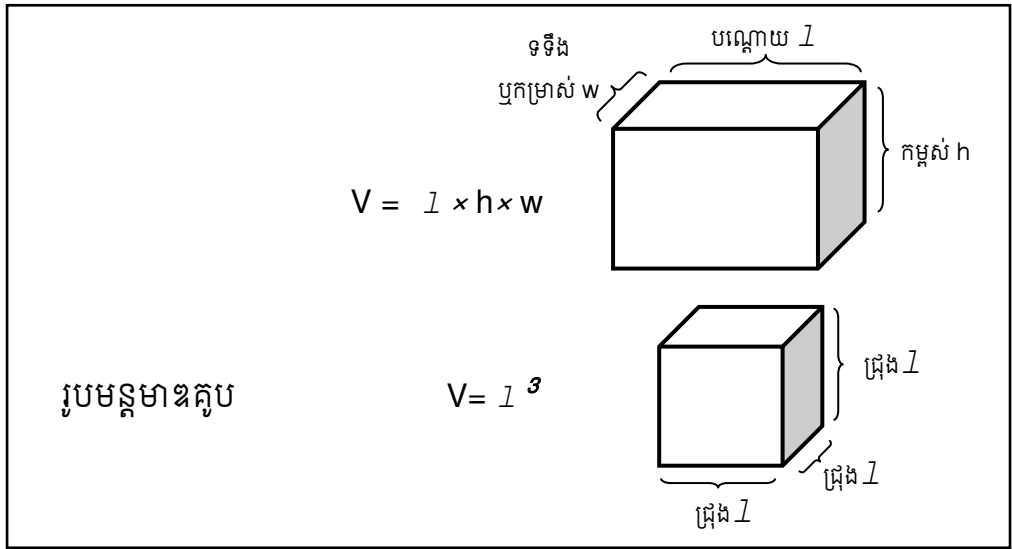 ទទឹង
ឬកម្រាស់ w
បណ្តោយ l
កម្ពស់ h
V = l × h × w
រូបមន្តមាឌគូប
V= l ³
ជ្រុង l
ជ្រុង l
ជ្រុង l